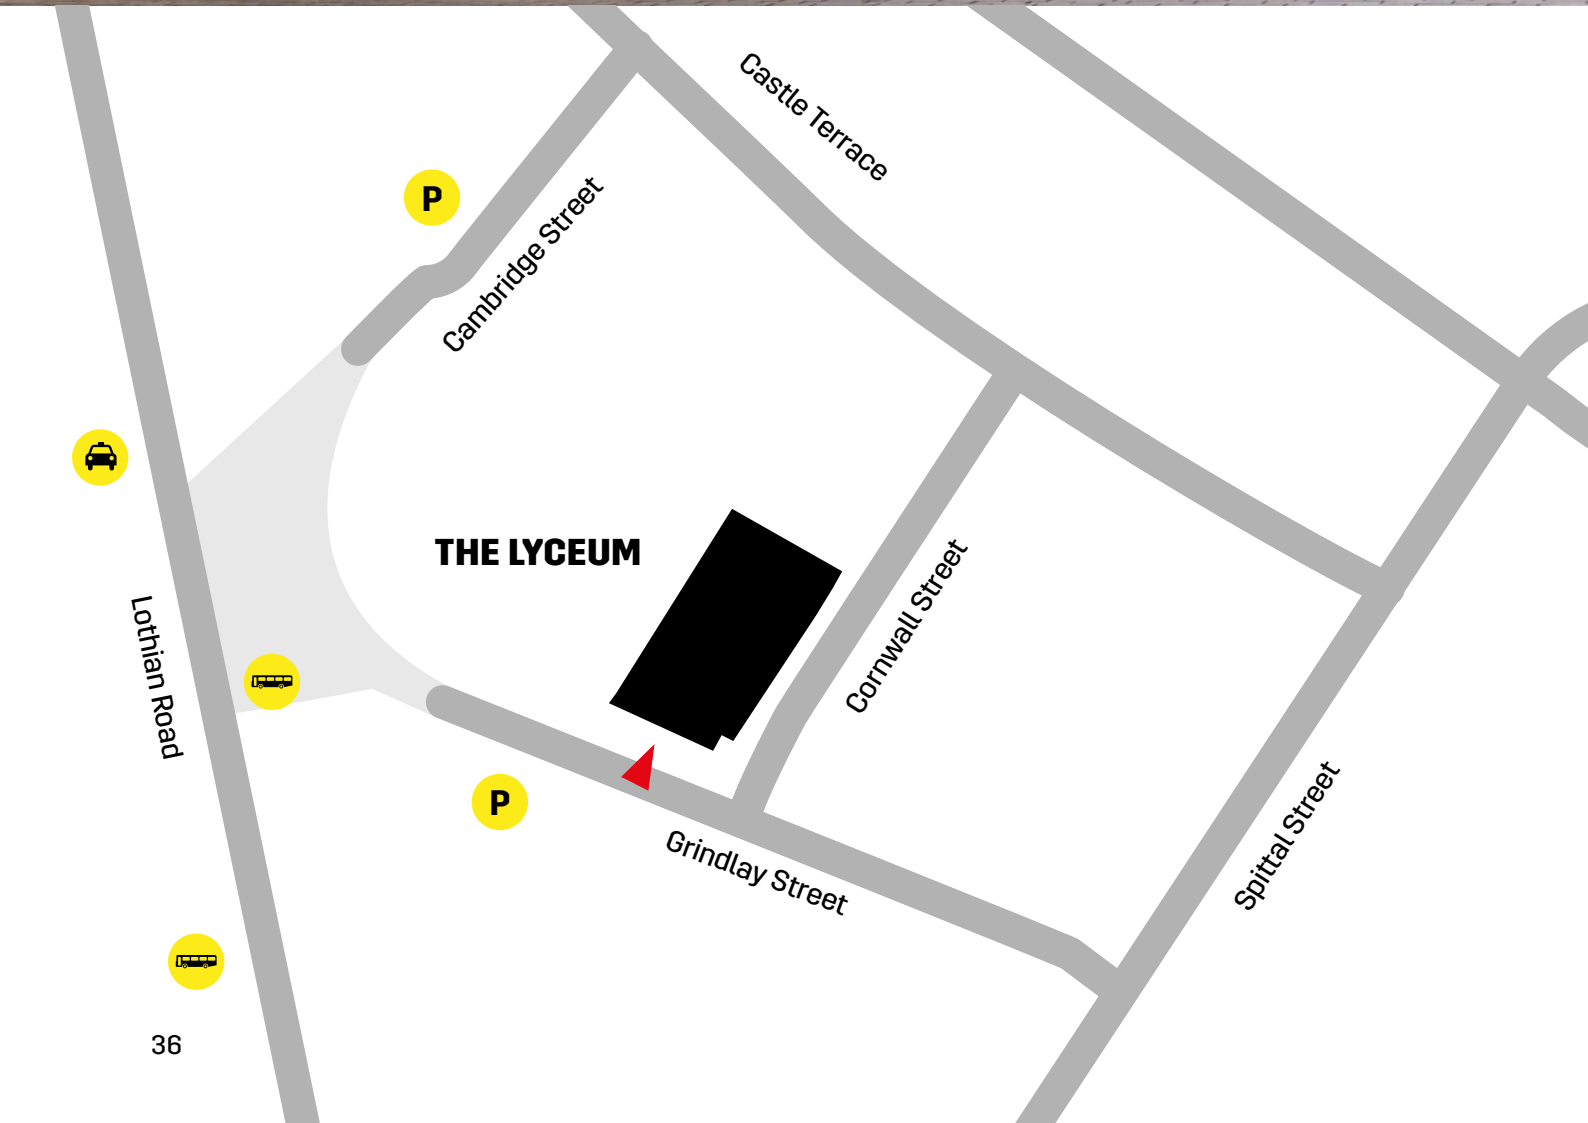 Castle Terrace
P
Cambridge Street
THE LYCEUM
Cornwall Street
Lothian Road
P
Grindlay Street
Spittal Street
36